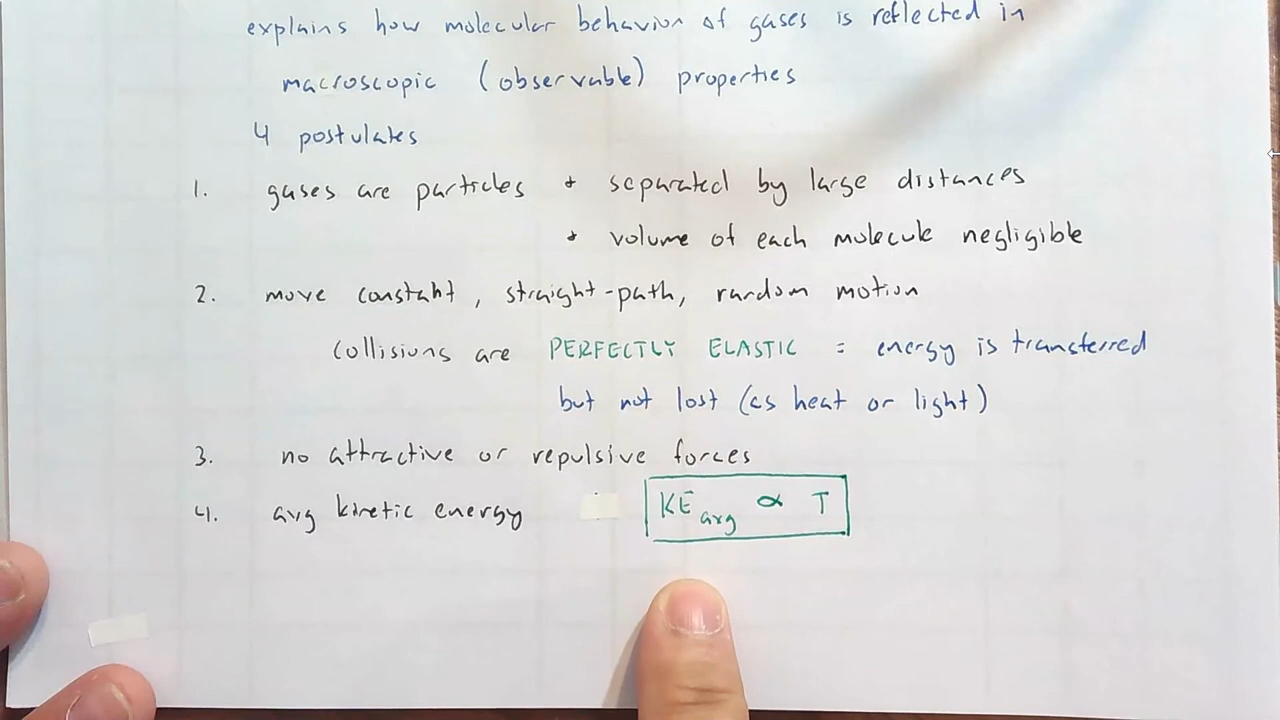 explains how molecular behavior of gases is reflected in
macroscopic (observable) properties
4 postulates
1. gases are particles + separated by large distances
+ volume of each molecule negligible
2. move constant, straight-path, random motion
collisions are PERFECTLY ELASTIC = energy is transferred
but not lost (as heat or light)
3. no attractive or repulsive forces
4. avg kinetic energy KE avg ∝ T